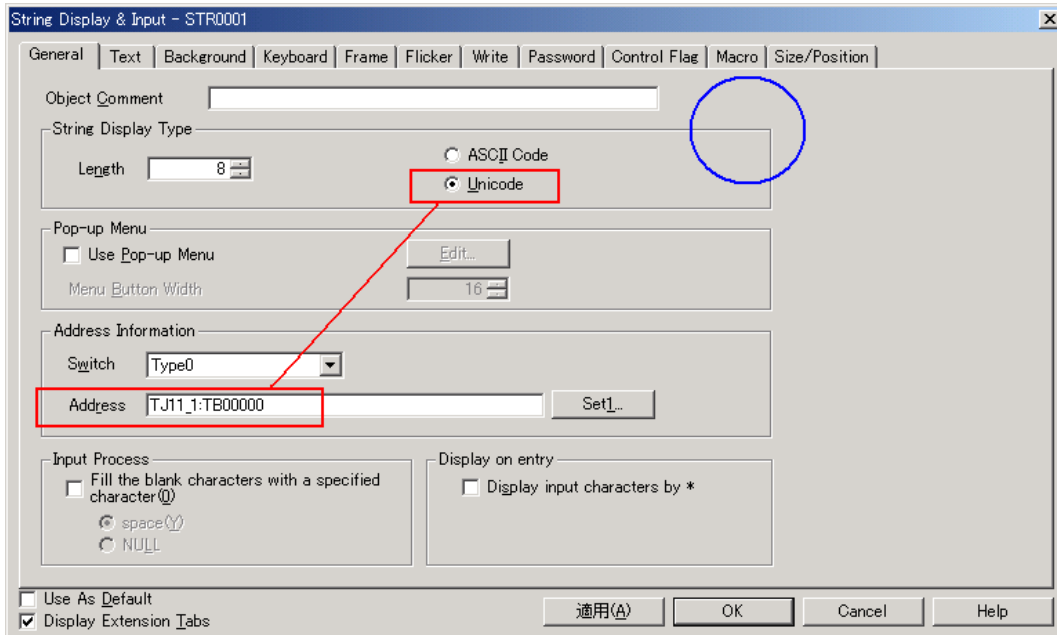 String Display & Input - STR0001
General Text Background Keyboard Frame Flicker Write Password Control Flag Macro Size/Position
Object Comment
String Display Type
Length 8
ASCII Code
Unicode
Pop-up Menu
Use Pop-up Menu Edit...
Menu Button Width 16
Address Information
Switch Type0
Address TJ11_1:TB00000 Set1...
Input Process
Fill the blank characters with a specified
character(0)
space(Y)
NULL
Display on entry
Display input characters by *
Use As Default
Display Extension Tabs
適用(A) OK Cancel Help